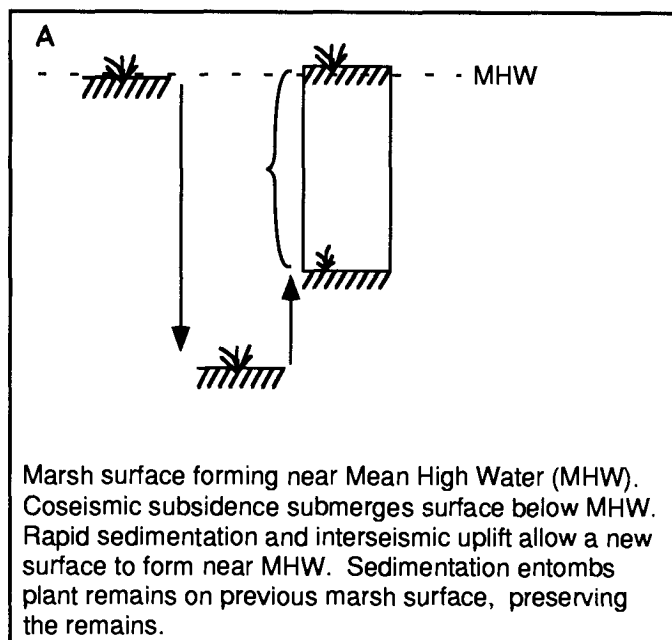 A
MHW
Marsh surface forming near Mean High Water (MHW).
Coseismic subsidence submerges surface below MHW.
Rapid sedimentation and interseismic uplift allow a new
surface to form near MHW. Sedimentation entombs
plant remains on previous marsh surface, preserving
the remains.